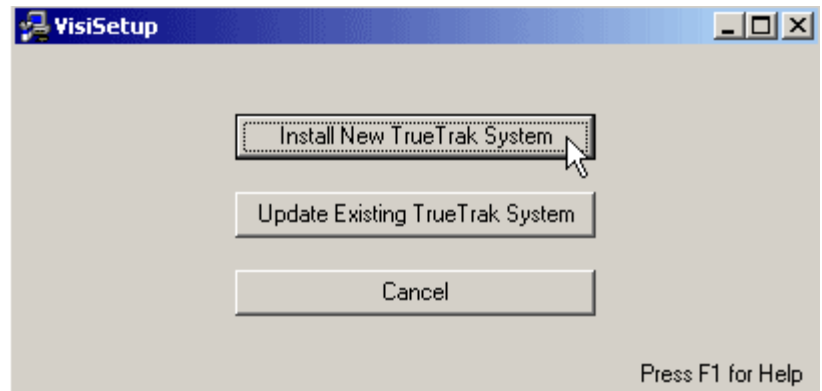 VisiSetup
Install New TrueTrak System
Update Existing TrueTrak System
Cancel
Press F1 for Help